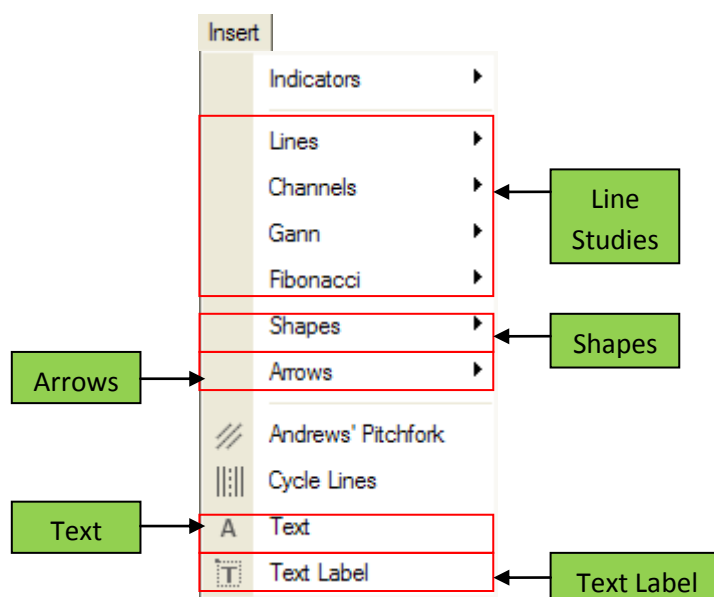 Insert
Indicators
Lines
Channels
Line
Studies
Gann
Fibonacci
Shapes
Shapes
Arrows
Arrows
Andrews' Pitchfork
Cycle Lines
Text
A Text
T Text Label
Text Label